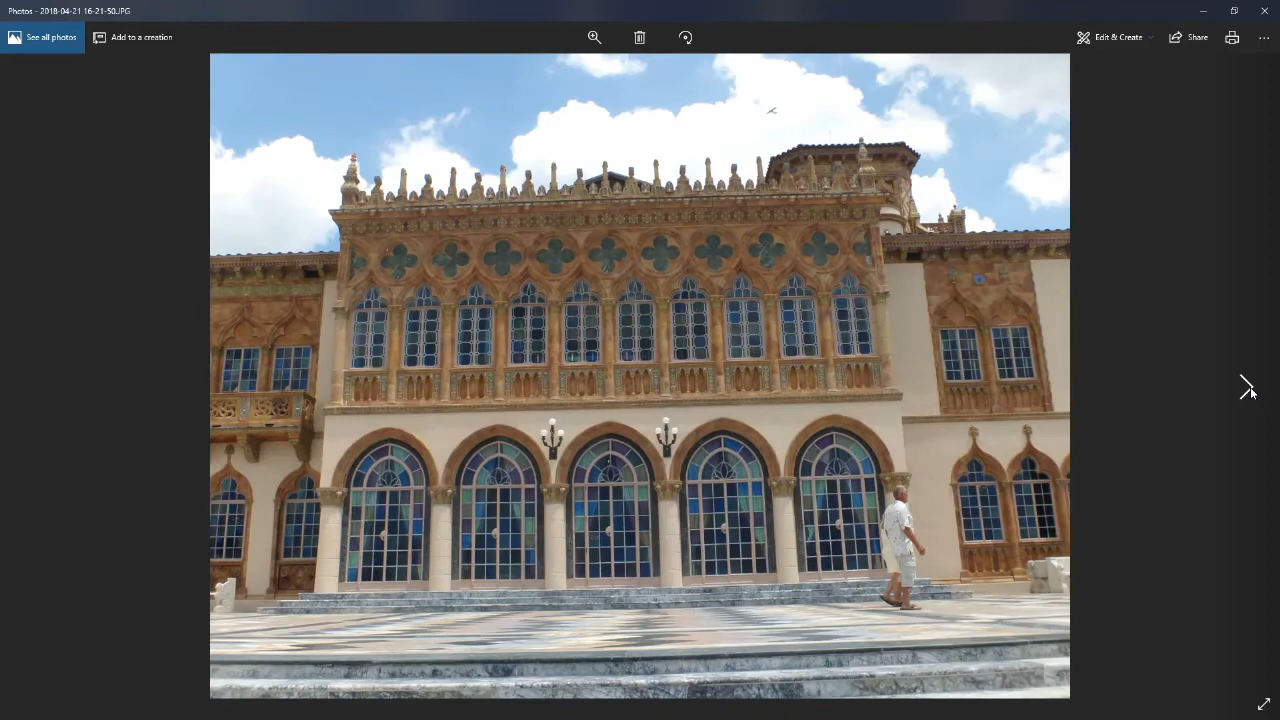 Photos - 2018-04-21 16-21-50.JPG
See all photos
Add to a creation
Edit & Create
Share